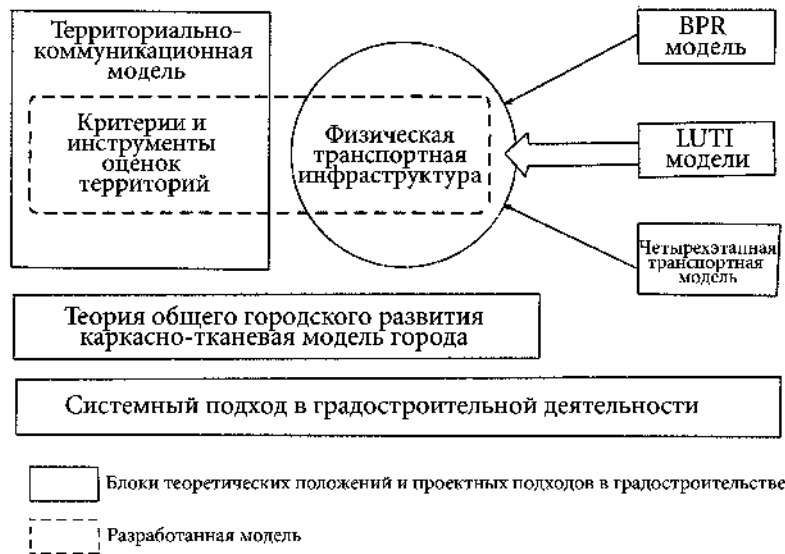 Территориально-
коммуникационная
модель
Критерии и
инструменты
оценок
территорий
Физическая
транспортная
инфраструктура
BPR
модель
LUTI
модели
Четырехэтапная
транспортная
модель
Теория общего городского развития
каркасно-тканевая модель города
Системный подход в градостроительной деятельности
Блоки теоретических положений и проектных подходов в градостроительстве
Разработанная модель